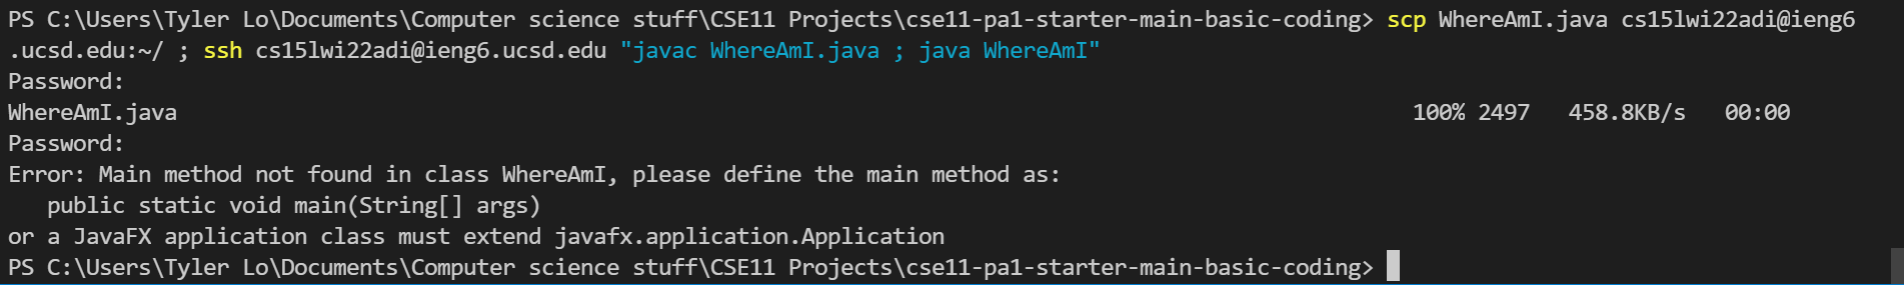 PS C:\Users\Tyler Lo\Documents\Computer science stuff\CSE11 Projects\cse11-pa1-starter-main-basic-coding> scp WhereAmI.java cs15lwi22adi@ieng6
.ucsd.edu:~/ ; ssh cs15lwi22adi@ieng6.ucsd.edu "javac WhereAmI.java ; java WhereAmI"
Password:
WhereAmI.java 100% 2497 458.8KB/s 00:00
Password:
Error: Main method not found in class WhereAmI, please define the main method as:
public static void main(String[] args)
or a JavaFX application class must extend javafx.application.Application
PS C:\Users\Tyler Lo\Documents\Computer science stuff\CSE11 Projects\cse11-pa1-starter-main-basic-coding>